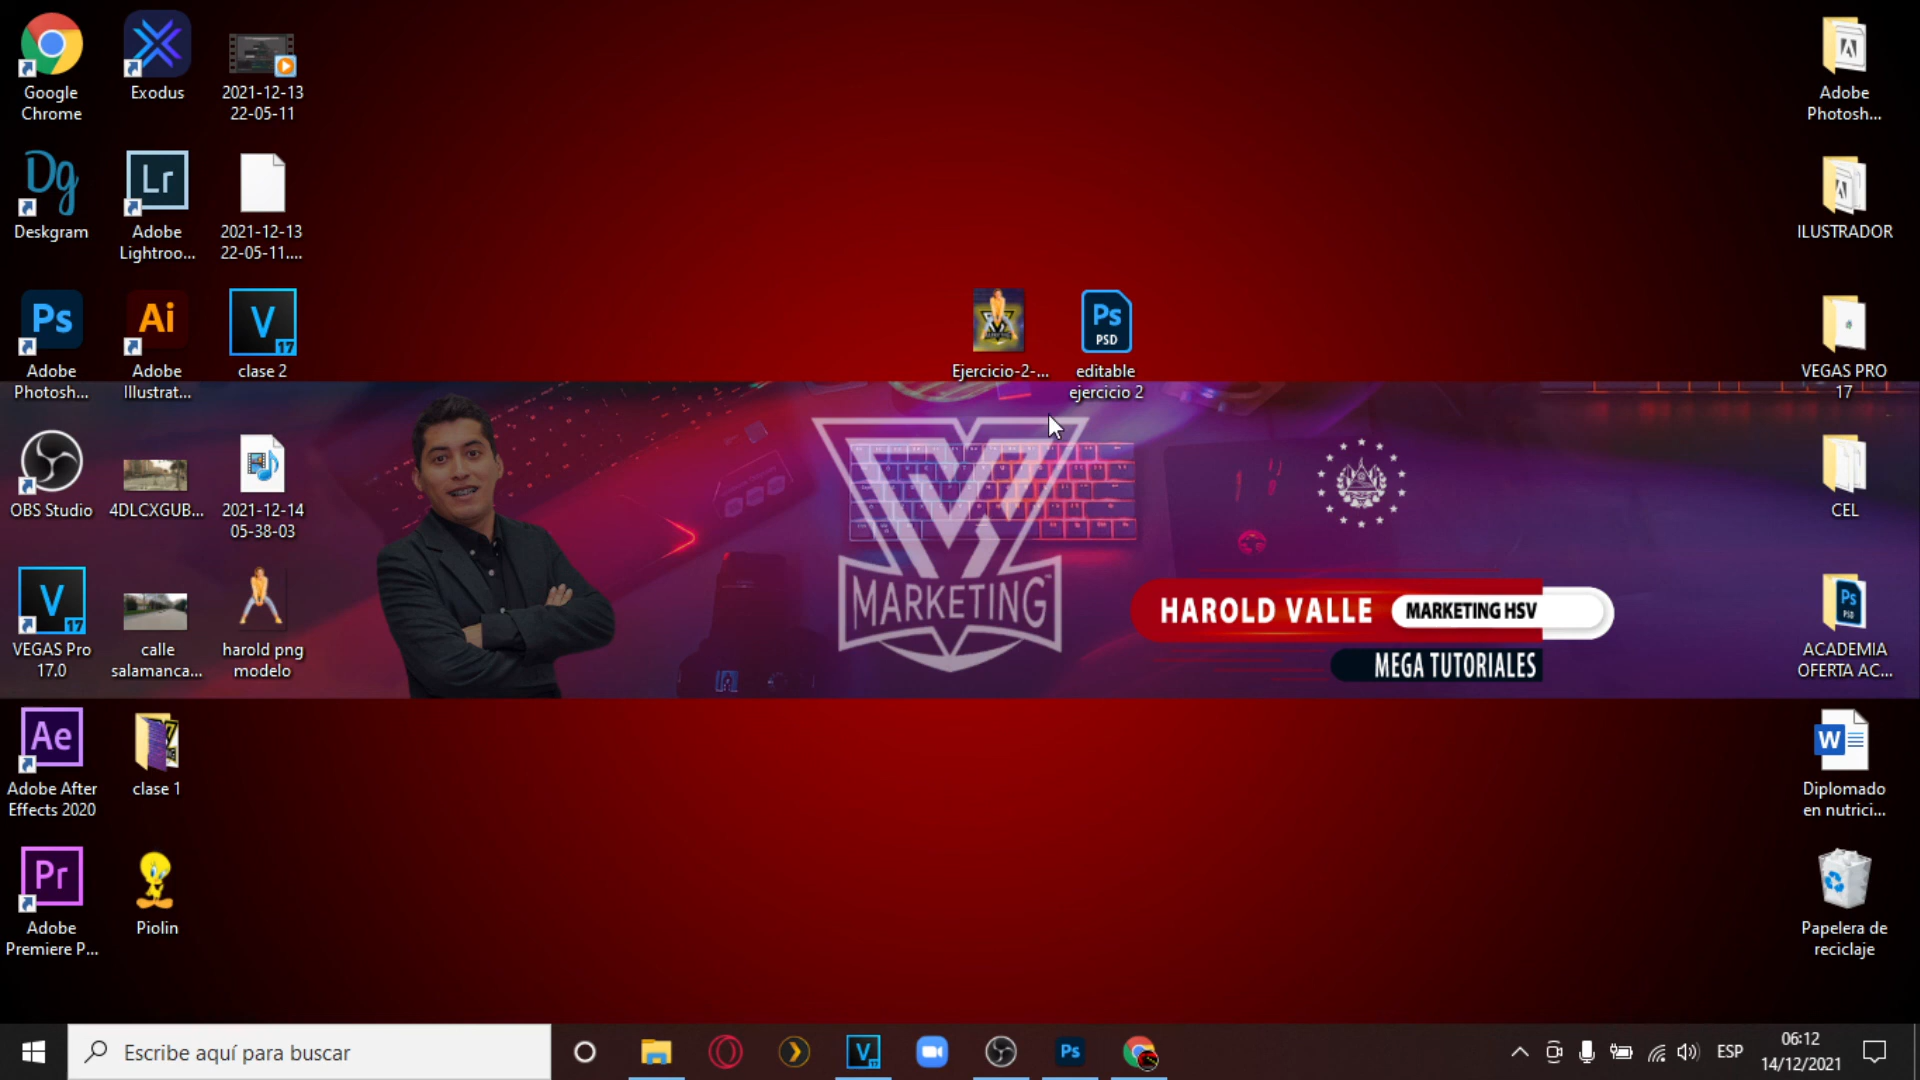 Google
Chrome
Exodus
2021-12-13
22-05-11
Adobe
Photosh...
Dg
Deskgram
Lr
Adobe
Lightroo...
2021-12-13
22-05-11....
ILUSTRADOR
Ps
Adobe
Photosh...
Ai
Adobe
Illustrat...
V
17
clase 2
Ejercicio-2-...
Ps
PSD
editable
ejercicio 2
VEGAS PRO
17
OBS Studio
4DLCXGUB...
2021-12-14
05-38-03
CEL
V
17
VEGAS Pro
17.0
calle
salamanca...
harold png
modelo
MARKETING
HAROLD VALLE
MARKETING HSV
MEGA TUTORIALES
Ps
PSD
ACADEMIA
OFERTA AC...
Ae
Adobe After
Effects 2020
clase 1
W
Diplomado
en nutrici...
Pr
Adobe
Premiere P...
Piolin
Papelera de
reciclaje
Escribe aquí para buscar
V
Ps
ESP
06:12
14/12/2021